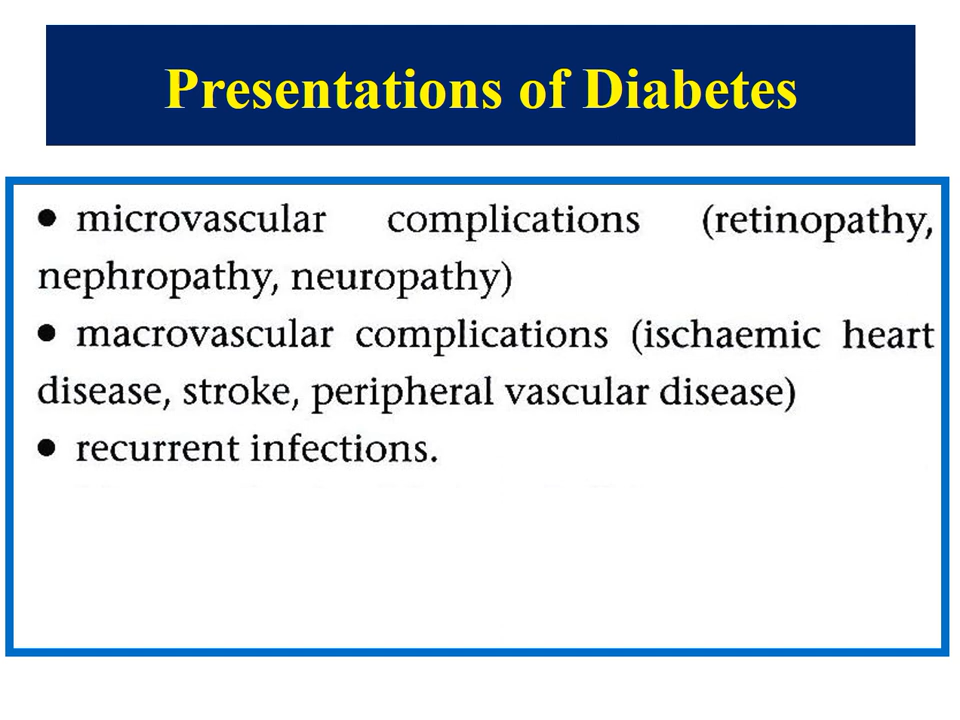 Presentations of Diabetes
• microvascular complications (retinopathy,
nephropathy, neuropathy)
• macrovascular complications (ischaemic heart
disease, stroke, peripheral vascular disease)
• recurrent infections.